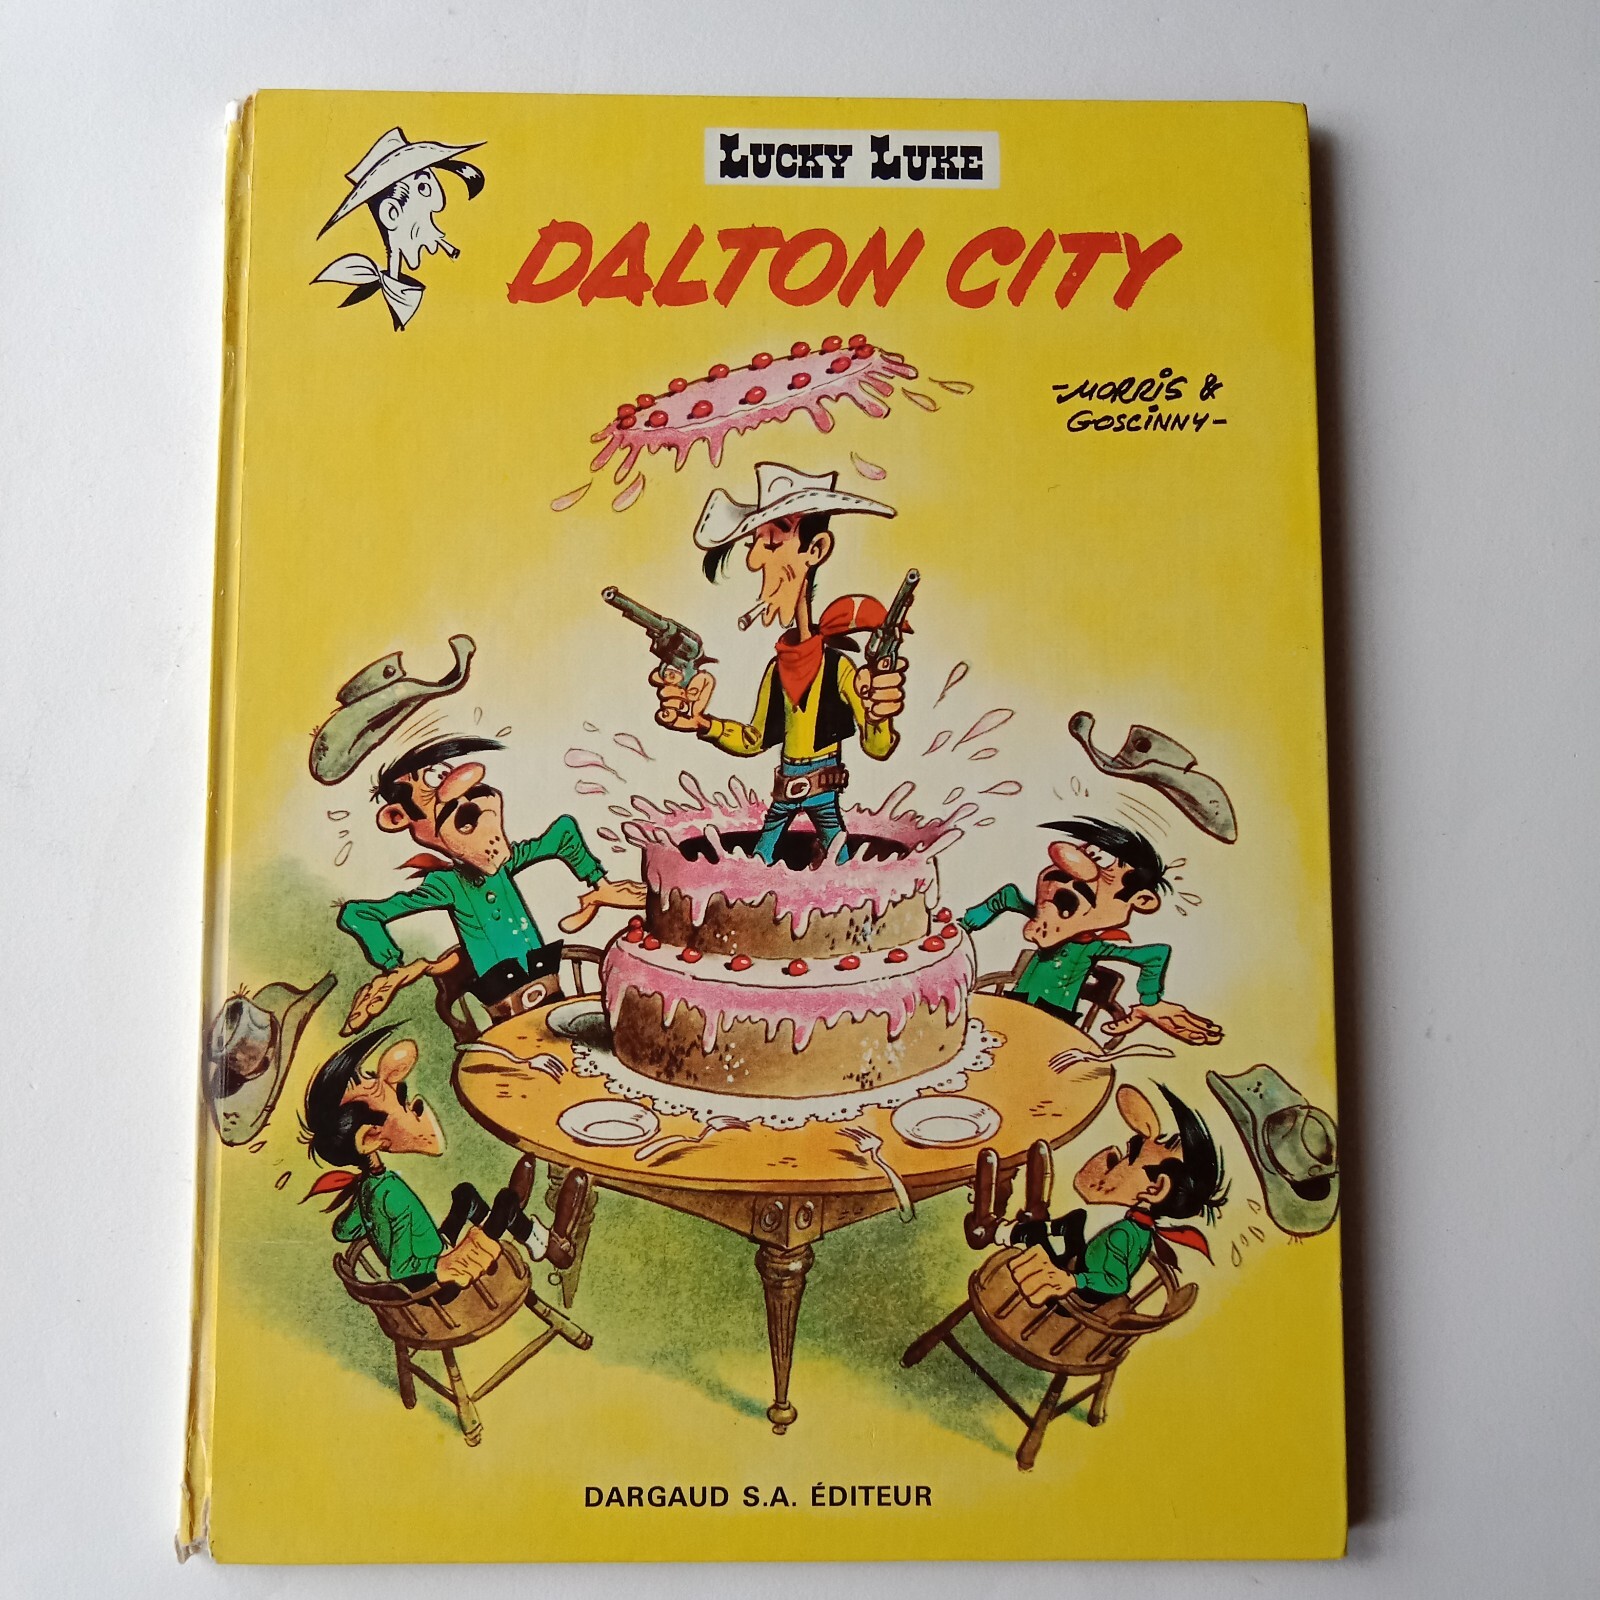 LUCKY LUKE
DALTON CITY
-MORRIS &
GOSCINNY-
DARGAUD S.A. ÉDITEUR